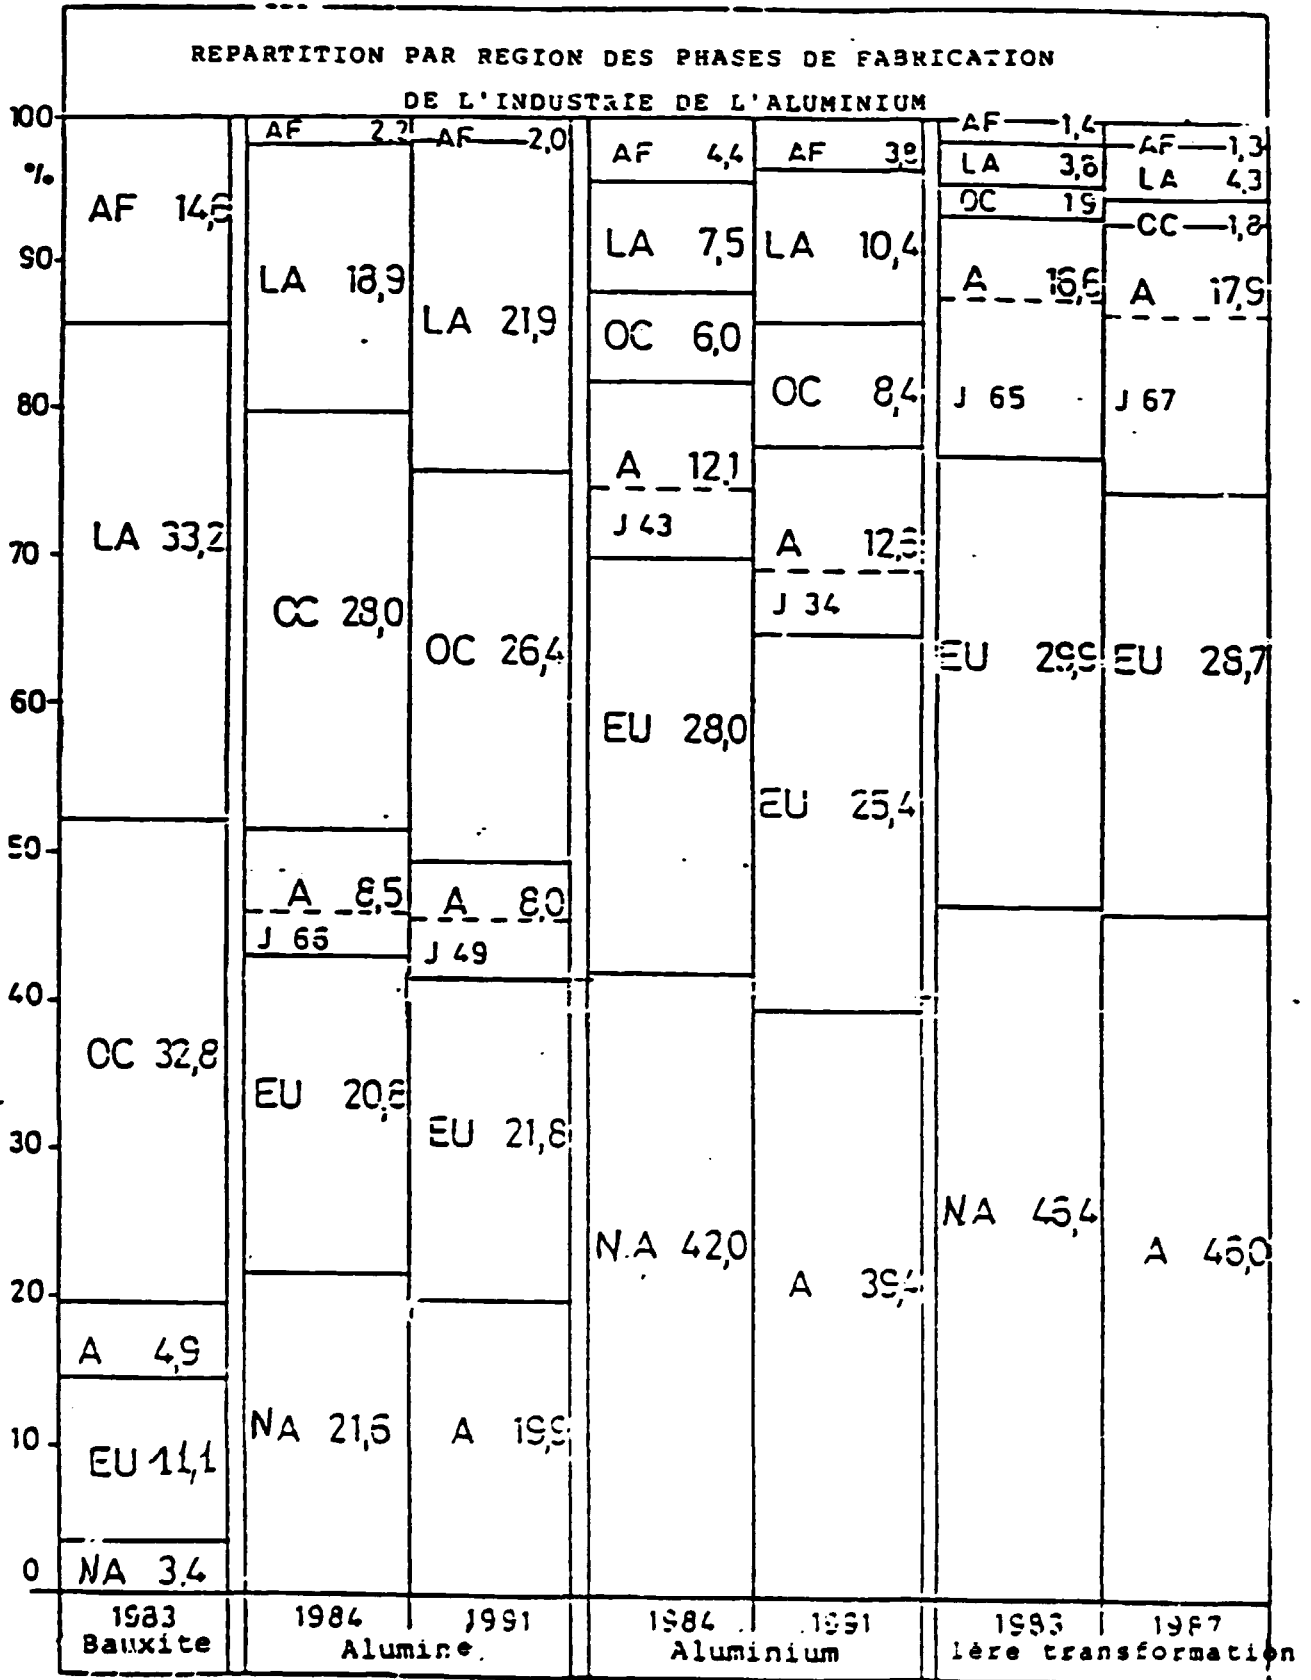 REPARTITION PAR REGION DES PHASES DE FABRICATION
DE L'INDUSTRIE DE L'ALUMINIUM
100
%
90
80
70
60
50
40
30
20
10
0
AF 14,6
LA 33,2
OC 32,8
A 4,9
EU 11,1
NA 3,4
1983
Bauxite
AF 2,2
LA 18,9
OC 28,0
A 8,5
J 66
EU 20,8
NA 21,6
1984
AF 2,0
LA 21,9
OC 26,4
A 8,0
J 49
EU 21,8
A 19,9
1991
Alumine
AF 4,4
LA 7,5
OC 6,0
A 12,1
J 43
EU 28,0
N.A 42,0
1984
AF 3,8
LA 10,4
OC 8,4
A 12,6
J 34
EU 25,4
A 39,4
1991
Aluminium
AF 1,4
LA 3,8
OC 1,9
A 16,6
J 65
EU 29,9
NA 46,4
1983
AF 1,3
LA 4,3
OC 1,8
A 17,9
J 67
EU 28,7
A 46,0
1987
1ère transformation